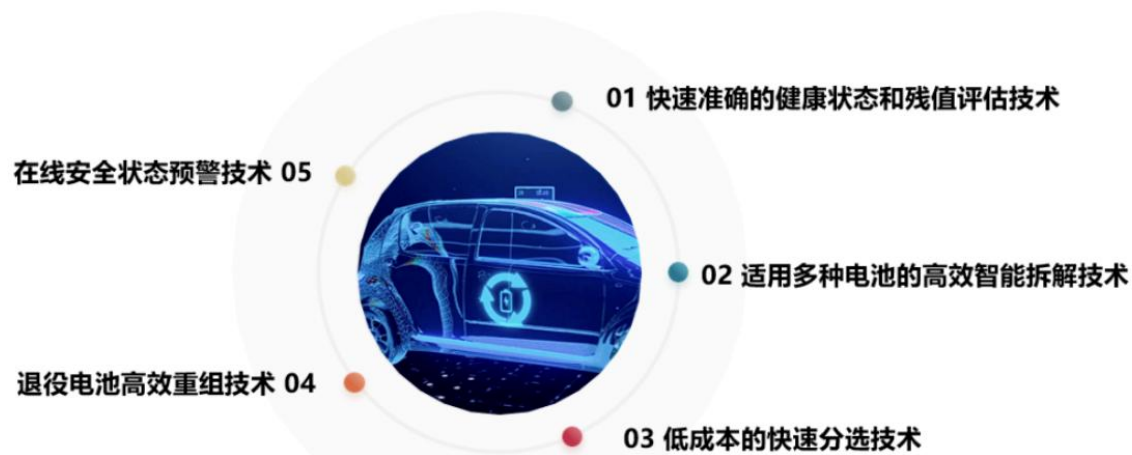 01 快速准确的健康状态和残值评估技术
02 适用多种电池的高效智能拆解技术
03 低成本的快速分选技术
退役电池高效重组技术 04
在线安全状态预警技术 05